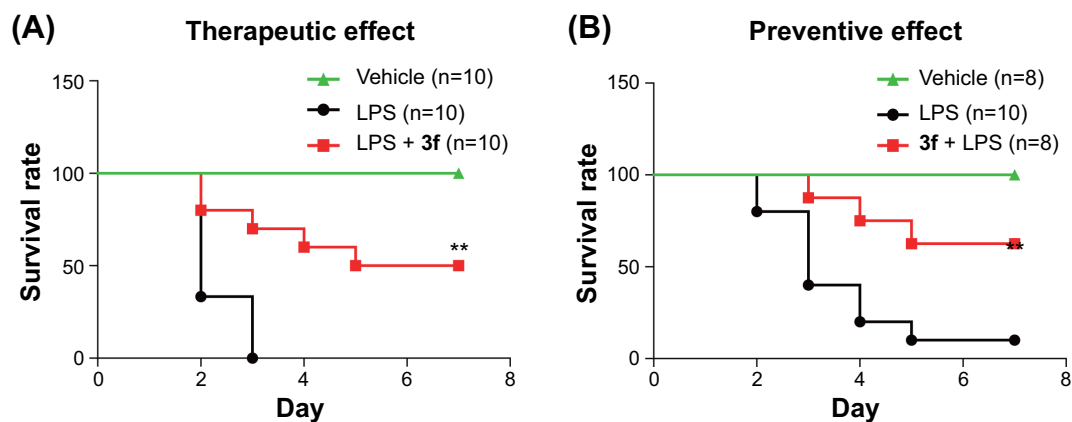 (A)
Therapeutic effect
Vehicle (n=10)
LPS (n=10)
LPS + 3f (n=10)
Survival rate
150
100
50
0
**
0 2 4 6 8
Day
(B)
Preventive effect
Vehicle (n=8)
LPS (n=10)
3f + LPS (n=8)
Survival rate
150
100
50
0
**
0 2 4 6 8
Day